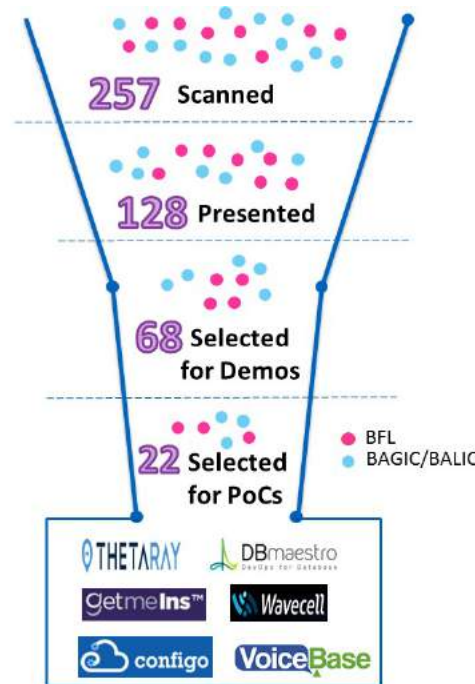 257 Scanned
128 Presented
68 Selected
for Demos
22 Selected
for PoCs
BFL
BAGIC/BALIC
THETARAY
DBmaestro
DevOps for Database
getmeIns™
Wavecell
configo
VoiceBase